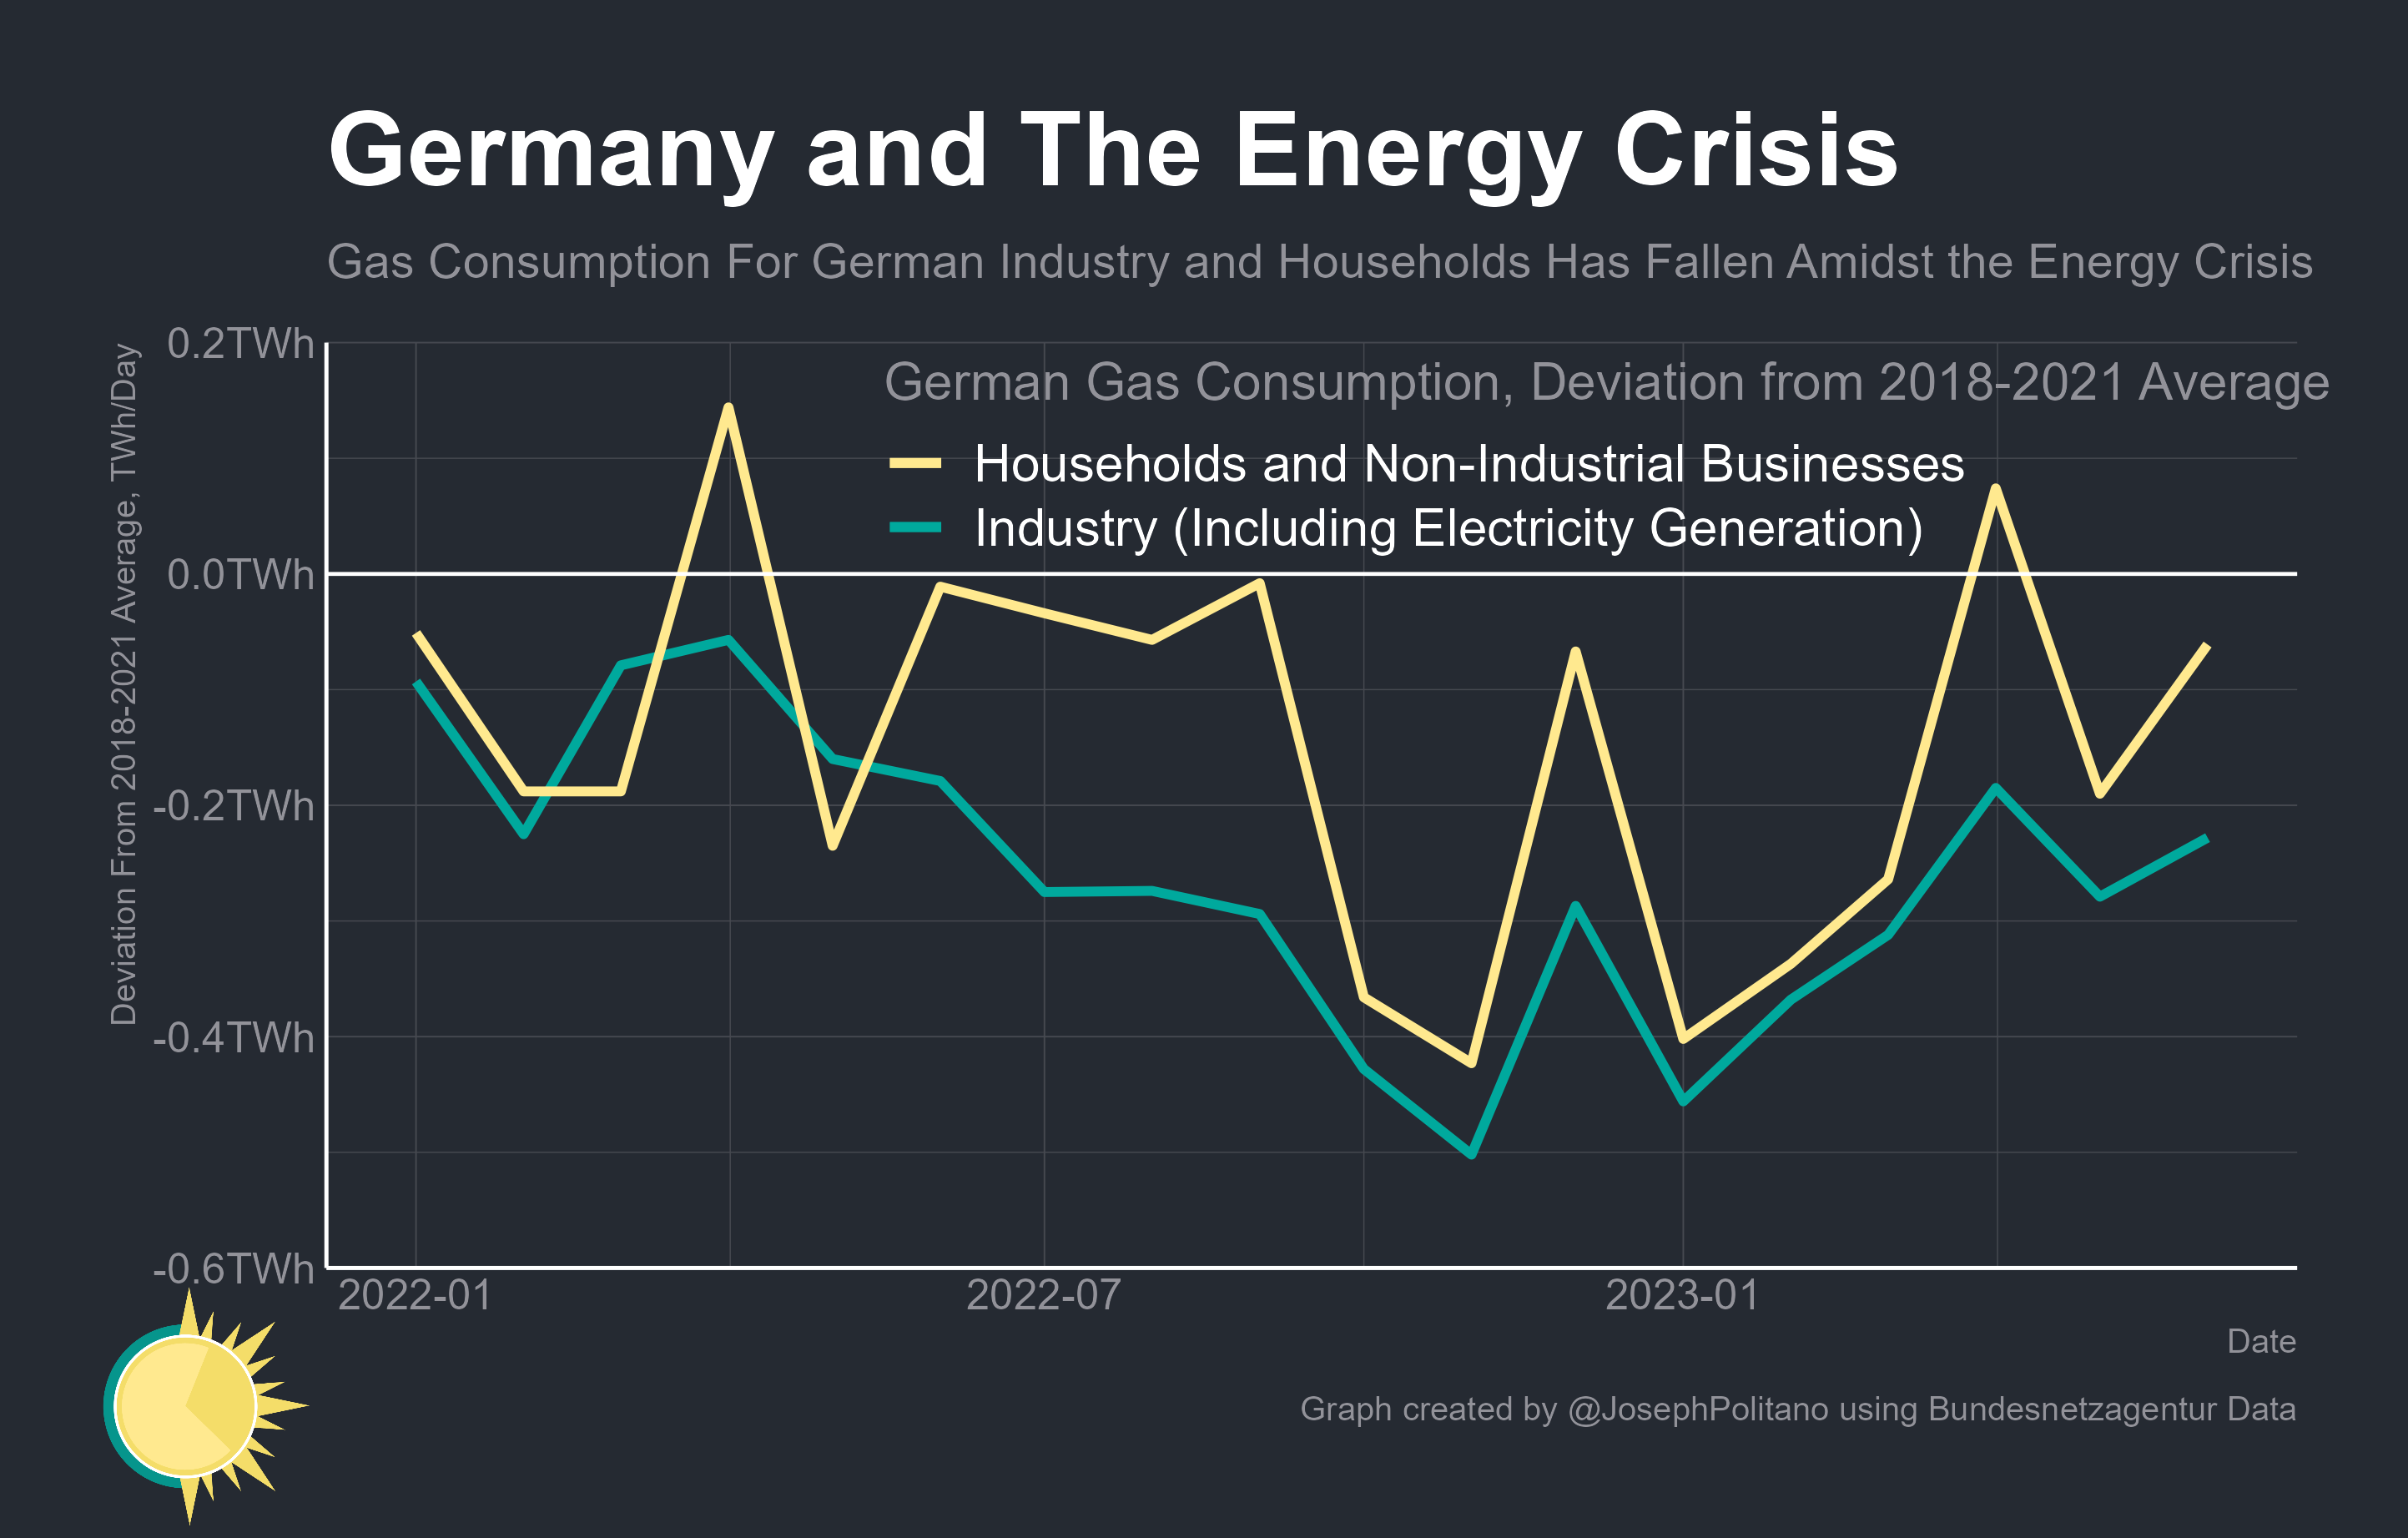 Germany and The Energy Crisis
Gas Consumption For German Industry and Households Has Fallen Amidst the Energy Crisis
Deviation From 2018-2021 Average, TWh/Day
0.2TWh
0.0TWh
-0.2TWh
-0.4TWh
-0.6TWh
German Gas Consumption, Deviation from 2018-2021 Average
Households and Non-Industrial Businesses
Industry (Including Electricity Generation)
2022-01
2022-07
2023-01
Date
Graph created by @JosephPolitano using Bundesnetzagentur Data